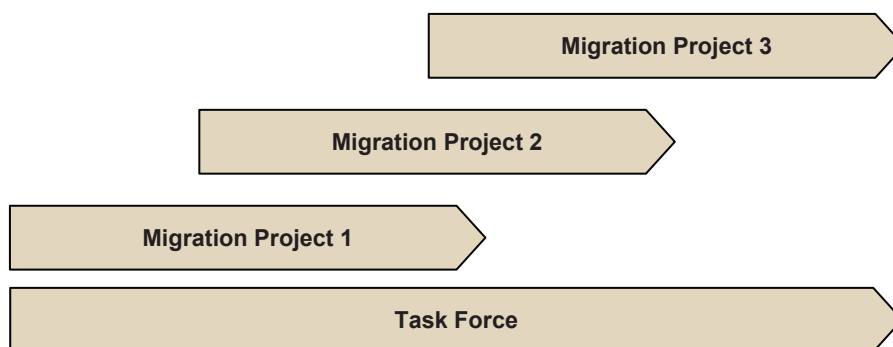 Migration Project 3
Migration Project 2
Migration Project 1
Task Force